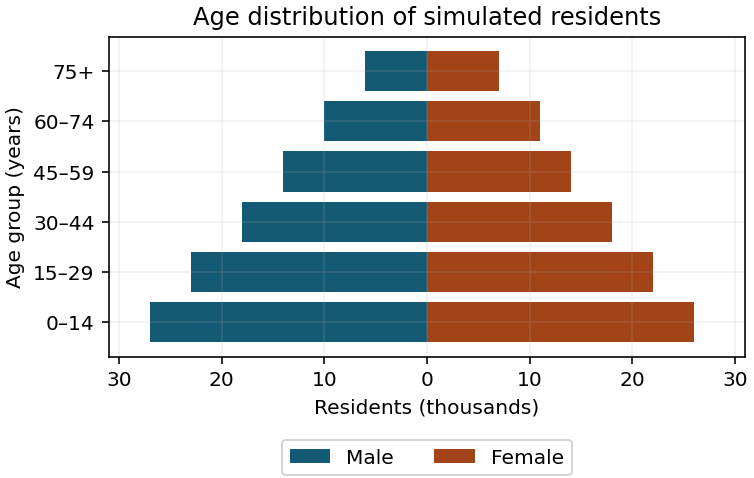 Age distribution of simulated residents
Age group (years)
75+
60–74
45–59
30–44
15–29
0–14
30 20 10 0 10 20 30
Residents (thousands)
Male Female